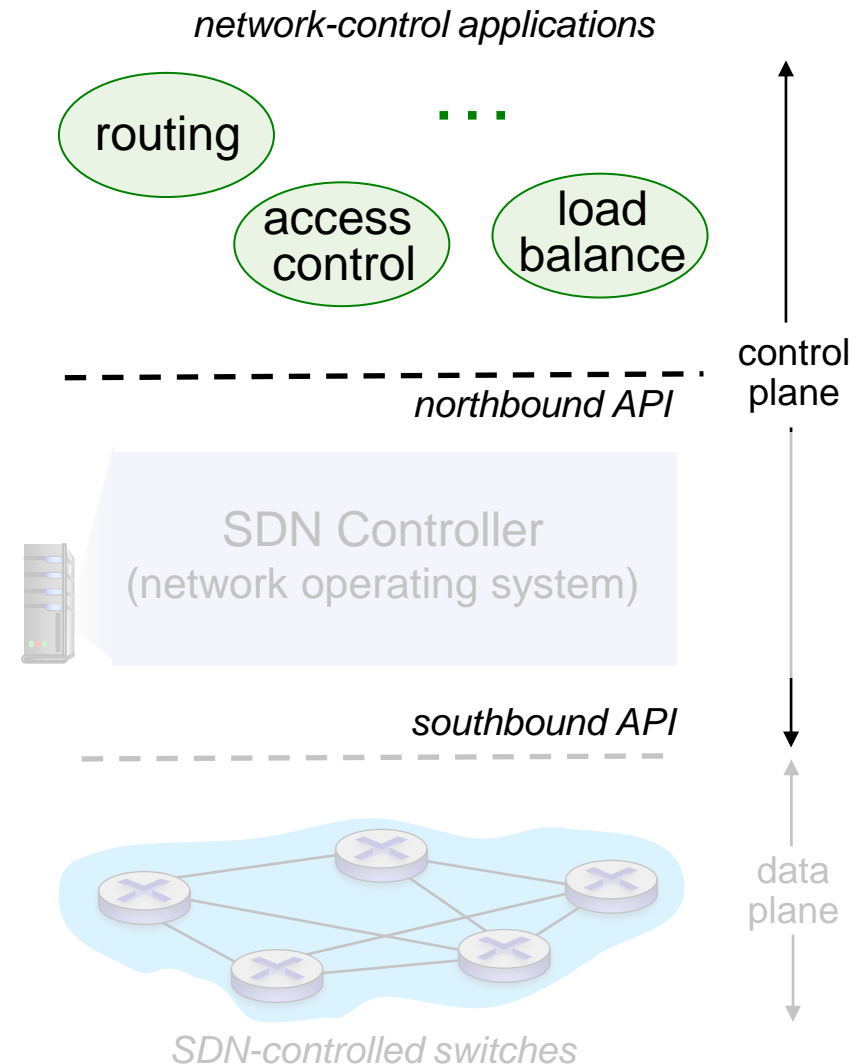 network-control applications
routing
. . .
access
control
load
balance
control
plane
northbound API
SDN Controller
(network operating system)
southbound API
data
plane
SDN-controlled switches